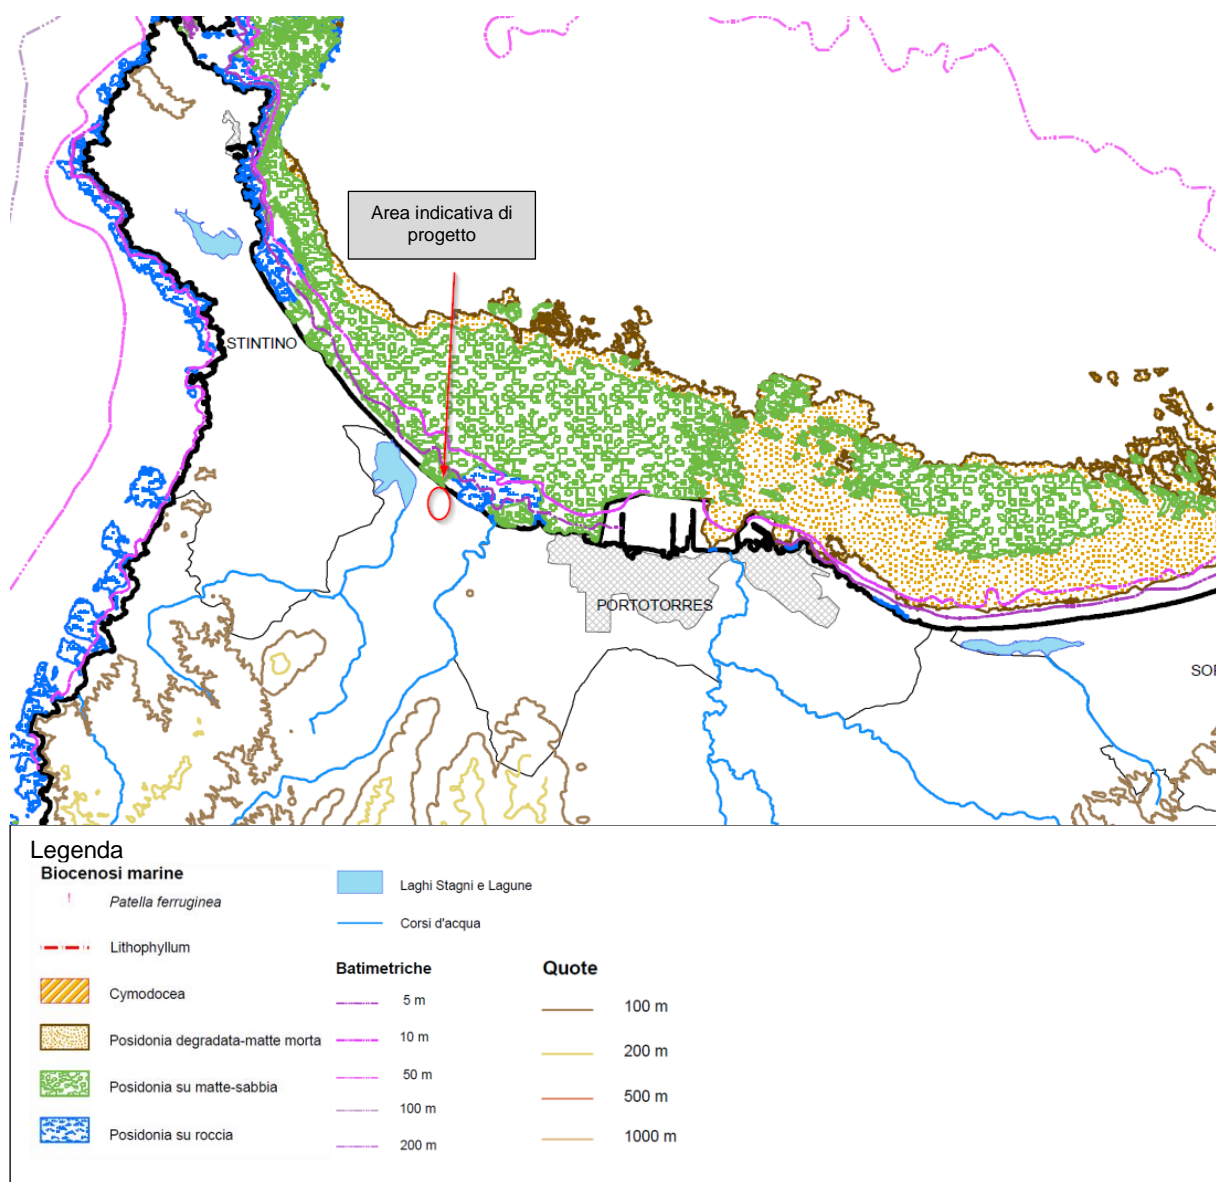 Area indicativa di
progetto
STINTINO
PORTOTORRES
SOR
Legenda
Biocenosi marine
Patella ferruginea
Lithophyllum
Cymodocea
Posidonia degradata-matte morta
Posidonia su matte-sabbia
Posidonia su roccia
Laghi Stagni e Lagune
Corsi d'acqua
Batimetriche
5 m
10 m
50 m
100 m
200 m
Quote
100 m
200 m
500 m
1000 m